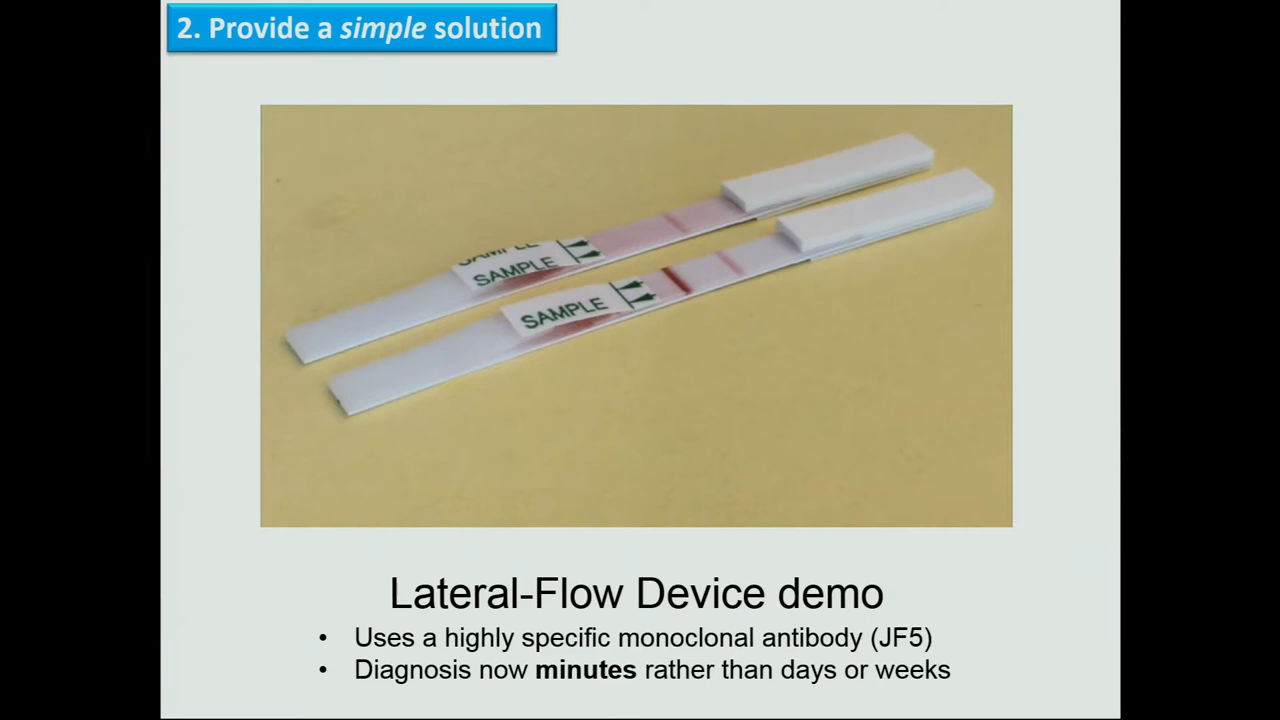 2. Provide a simple solution
SAMPLE
SAMPLE
SAMPLE
Lateral-Flow Device demo
• Uses a highly specific monoclonal antibody (JF5)
• Diagnosis now minutes rather than days or weeks